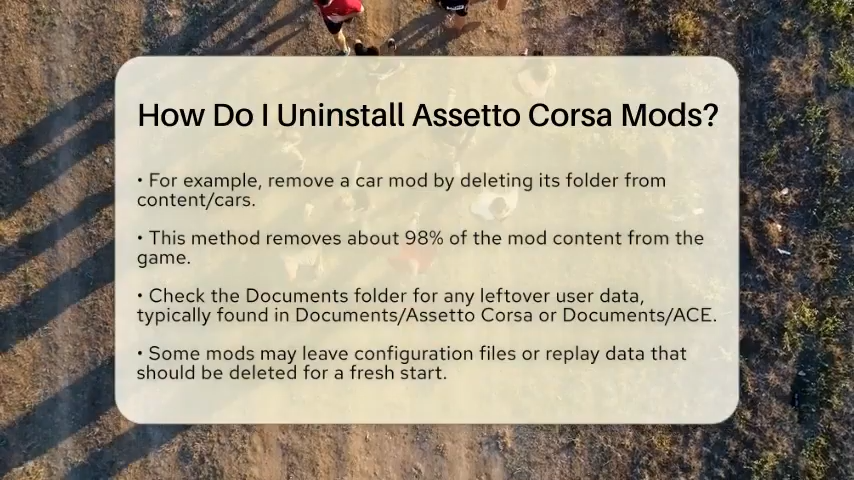 How Do I Uninstall Assetto Corsa Mods?
• For example, remove a car mod by deleting its folder from
content/cars.
• This method removes about 98% of the mod content from the
game.
• Check the Documents folder for any leftover user data,
typically found in Documents/Assetto Corsa or Documents/ACE.
• Some mods may leave configuration files or replay data that
should be deleted for a fresh start.